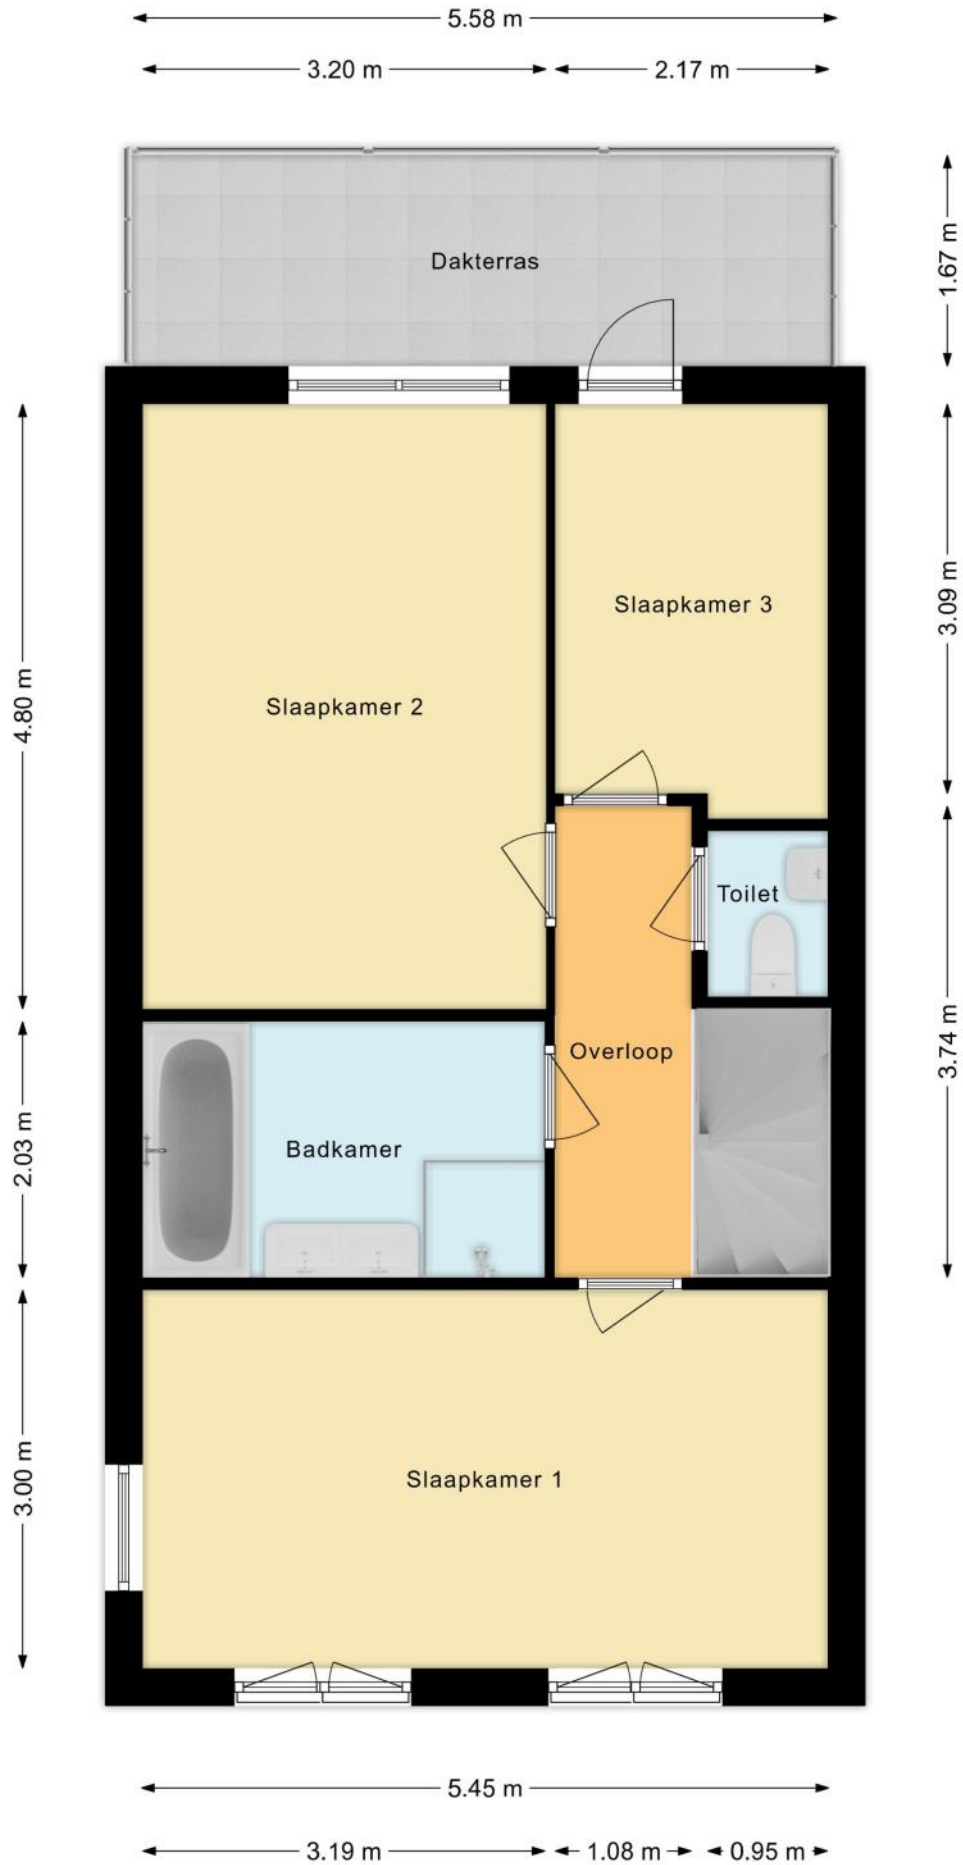 5.58 m
3.20 m
2.17 m
Dakterras
1.67 m
Slaapkamer 3
3.09 m
Slaapkamer 2
4.80 m
Toilet
Overloop
3.74 m
Badkamer
2.03 m
Slaapkamer 1
3.00 m
5.45 m
3.19 m
1.08 m
0.95 m